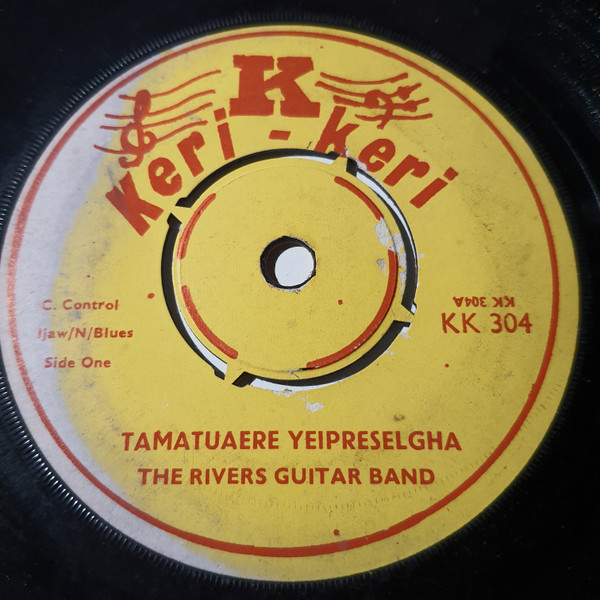 K
Keri - Keri
C. Control
Ijaw/N/Blues
Side One
KK 304A
KK 304
TAMATUAERE YEIPRESELGHA
THE RIVERS GUITAR BAND